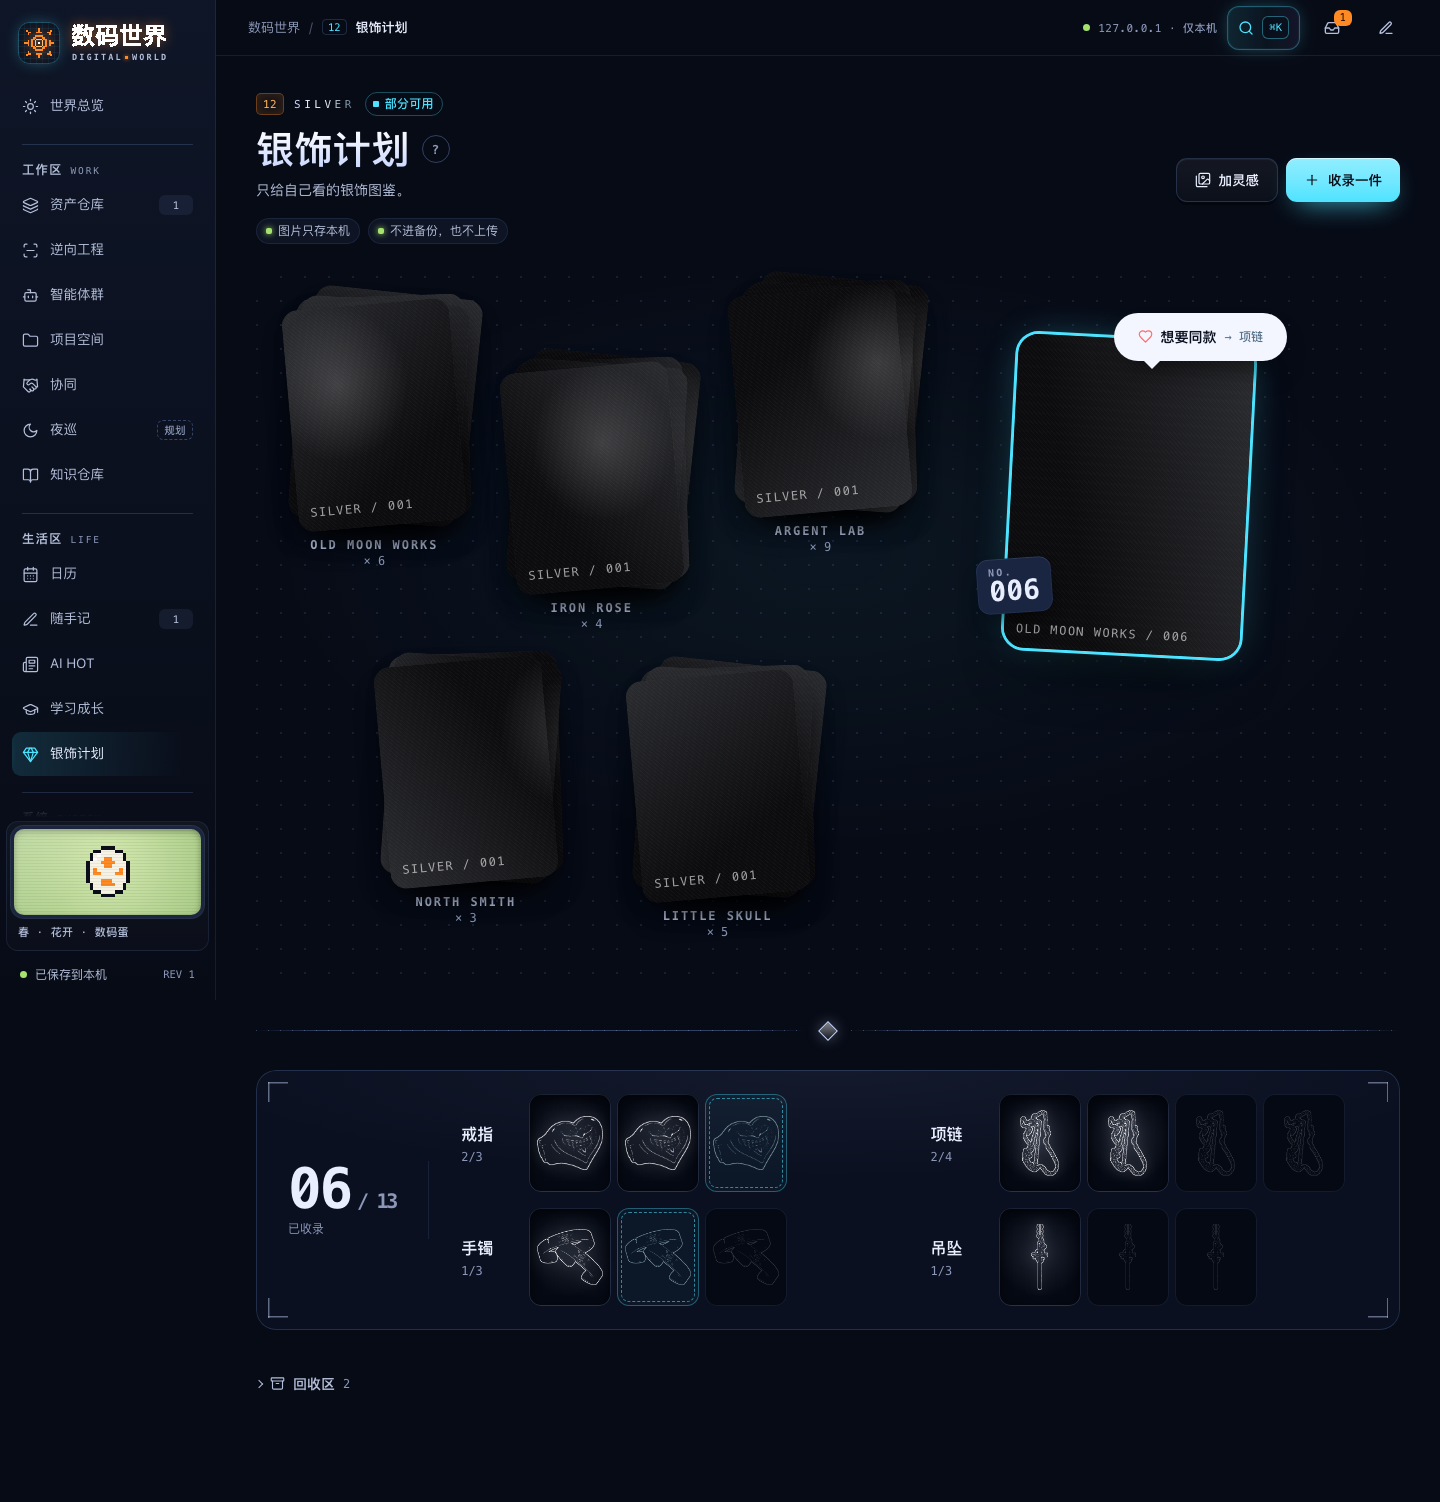 数码世界
DIGITAL WORLD
世界总览
工作区 WORK
资产仓库 1
逆向工程
智能体群
项目空间
协同
夜巡 规划
知识仓库
生活区 LIFE
日历
随手记 1
AI HOT
学习成长
银饰计划
春 · 花开 · 数码蛋
已保存到本机 REV 1
数码世界 / 12 银饰计划
127.0.0.1 · 仅本机
⌘K
1
12 SILVER 部分可用
银饰计划 ?
只给自己看的银饰图鉴。
图片只存本机 不进备份，也不上传
加灵感
收录一件
SILVER / 001
OLD MOON WORKS
× 6
SILVER / 001
IRON ROSE
× 4
SILVER / 001
ARGENT LAB
× 9
想要同款 → 项链
NO.
006
OLD MOON WORKS / 006
SILVER / 001
NORTH SMITH
× 3
SILVER / 001
LITTLE SKULL
× 5
06 / 13
已收录
戒指
2/3
项链
2/4
手镯
1/3
吊坠
1/3
回收区 2